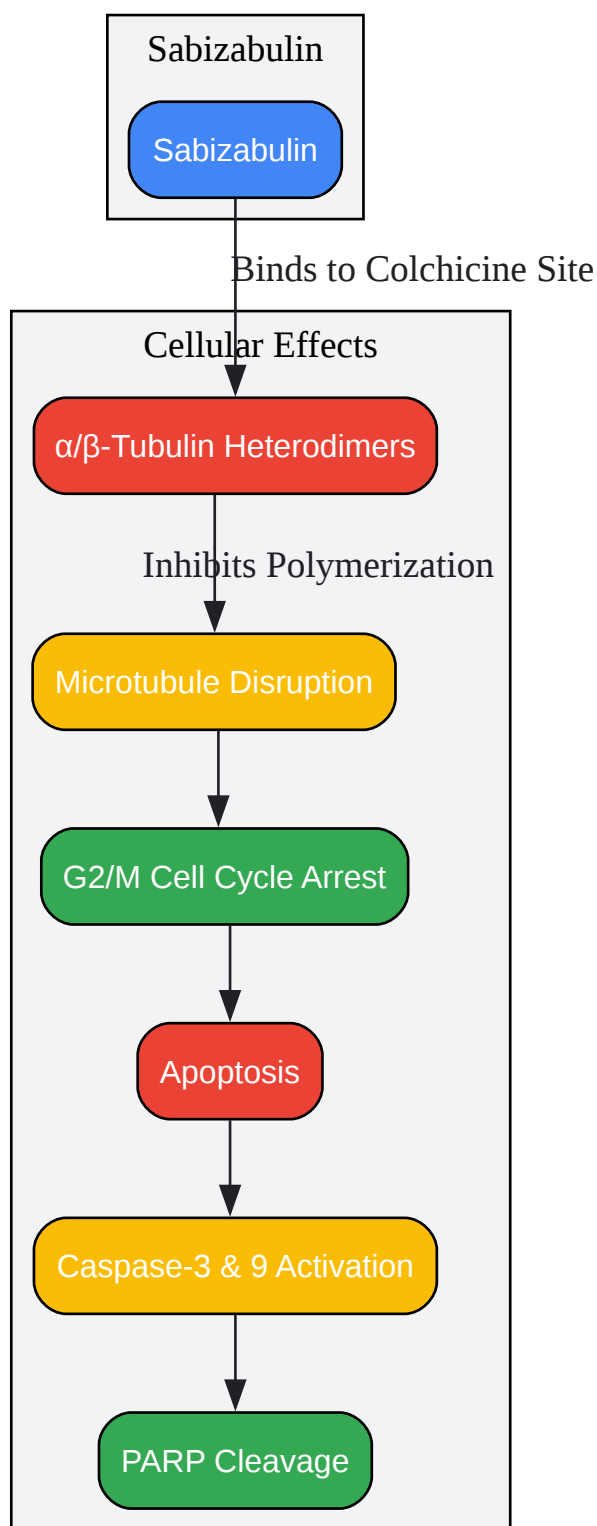 Sabizabulin
Sabizabulin
Binds to Colchicine Site
Cellular Effects
α/β-Tubulin Heterodimers
Inhibits Polymerization
Microtubule Disruption
G2/M Cell Cycle Arrest
Apoptosis
Caspase-3 & 9 Activation
PARP Cleavage